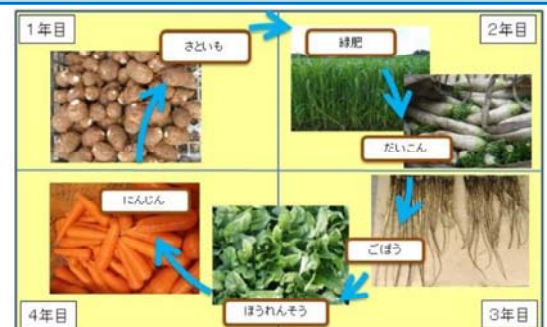 1年目
さといも
緑肥
2年目
だいこん
にんじん
ごぼう
ほうれんそう
4年目
3年目